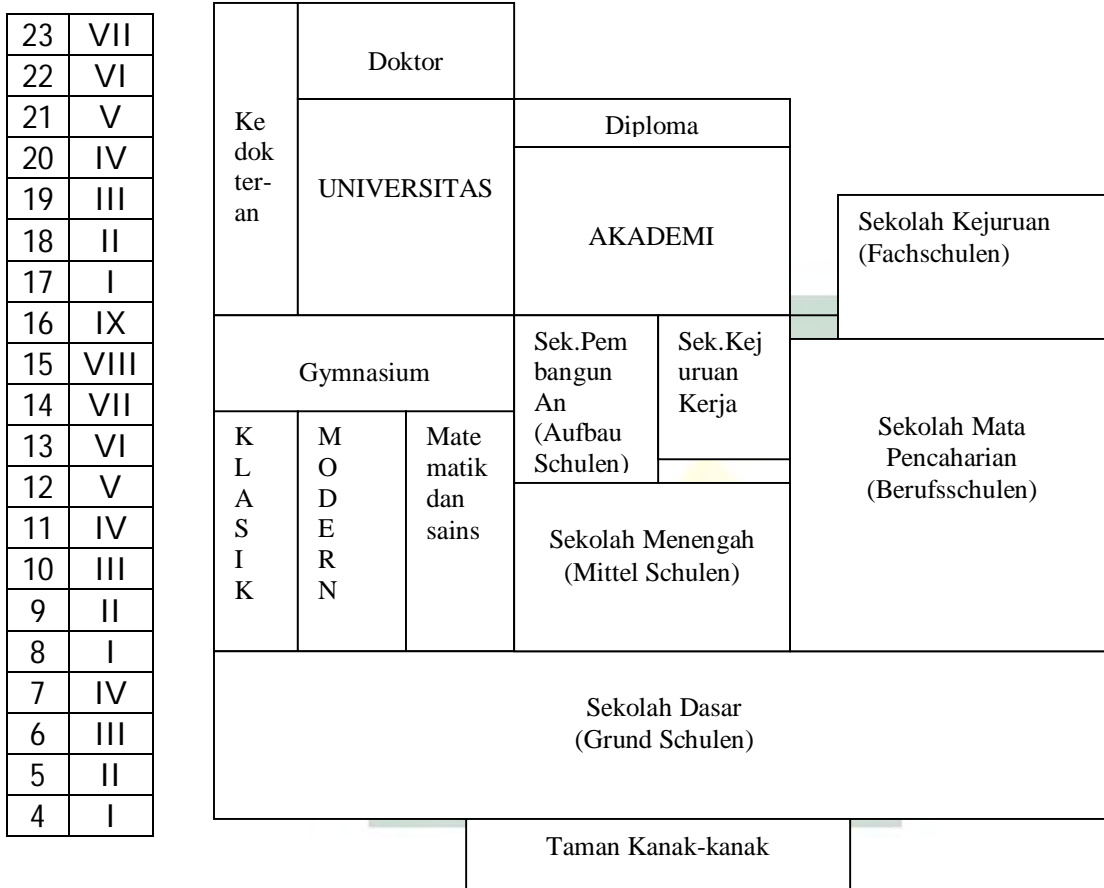 23 VII
22 VI
21 V
20 IV
19 III
18 II
17 I
16 IX
15 VIII
14 VII
13 VI
12 V
11 IV
10 III
9 II
8 I
7 IV
6 III
5 II
4 I
Ke
dok
ter-
an
Doktor
UNIVERSITAS
Diploma
AKADEMI
Sekolah Kejuruan
(Fachschulen)
Gymnasium
K
L
A
S
I
K
M
O
D
E
R
N
Mate
matik
dan
sains
Sek.Pem
bangun
An
(Aufbau
Schulen)
Sek.Kej
uruan
Kerja
Sekolah Menengah
(Mittel Schulen)
Sekolah Mata
Pencaharian
(Berufsschulen)
Sekolah Dasar
(Grund Schulen)
Taman Kanak-kanak